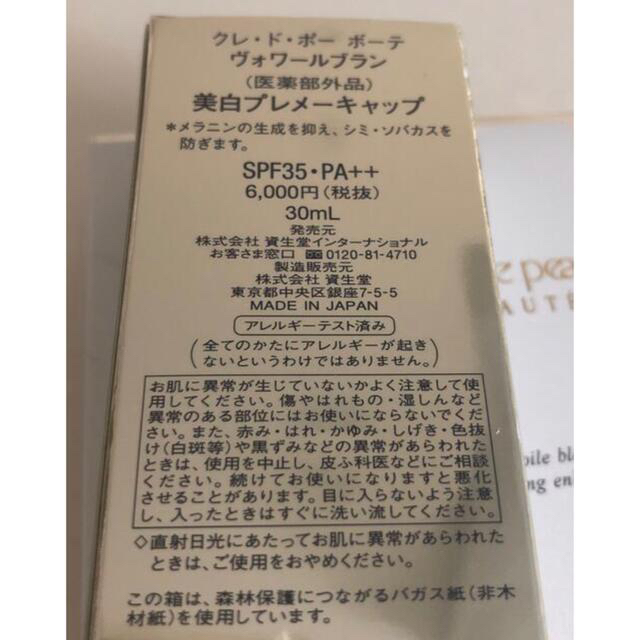 クレ・ド・ポー ボーテ
ヴォワールブラン
（医薬部外品）
美白プレメーキャップ
＊メラニンの生成を抑え、シミ・ソバカスを
防ぎます。
SPF35・PA++
6,000円（税抜）
30mL
発売元
株式会社 資生堂インターナショナル
お客さま窓口 0120-81-4710
製造販売元
株式会社 資生堂
東京都中央区銀座7-5-5
MADE IN JAPAN
アレルギーテスト済み
（全てのかたにアレルギーが起き
ないというわけではありません。）
お肌に異常が生じていないかよく注意して使
用してください。傷やはれもの・湿しんなど
異常のある部位にはお使いにならないでくだ
さい。また、赤み・はれ・かゆみ・しげき・色抜
け（白斑等）や黒ずみなどの異常があらわれた
ときは、使用を中止し、皮ふ科医などにご相談
ください。続けてお使いになりますと悪化
させることがあります。目に入らないよう注意
し、入ったときはすぐに洗い流してください。
◇直射日光にあたってお肌に異常があらわれた
ときは、ご使用をおやめください。
この箱は、森林保護につながるバガス紙（非木
材紙）を使用しています。